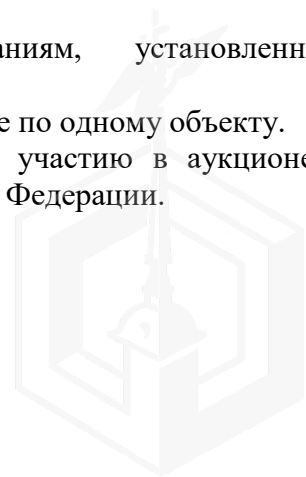 аниям, установленн
е по одному объекту.
участию в аукционе
Федерации.